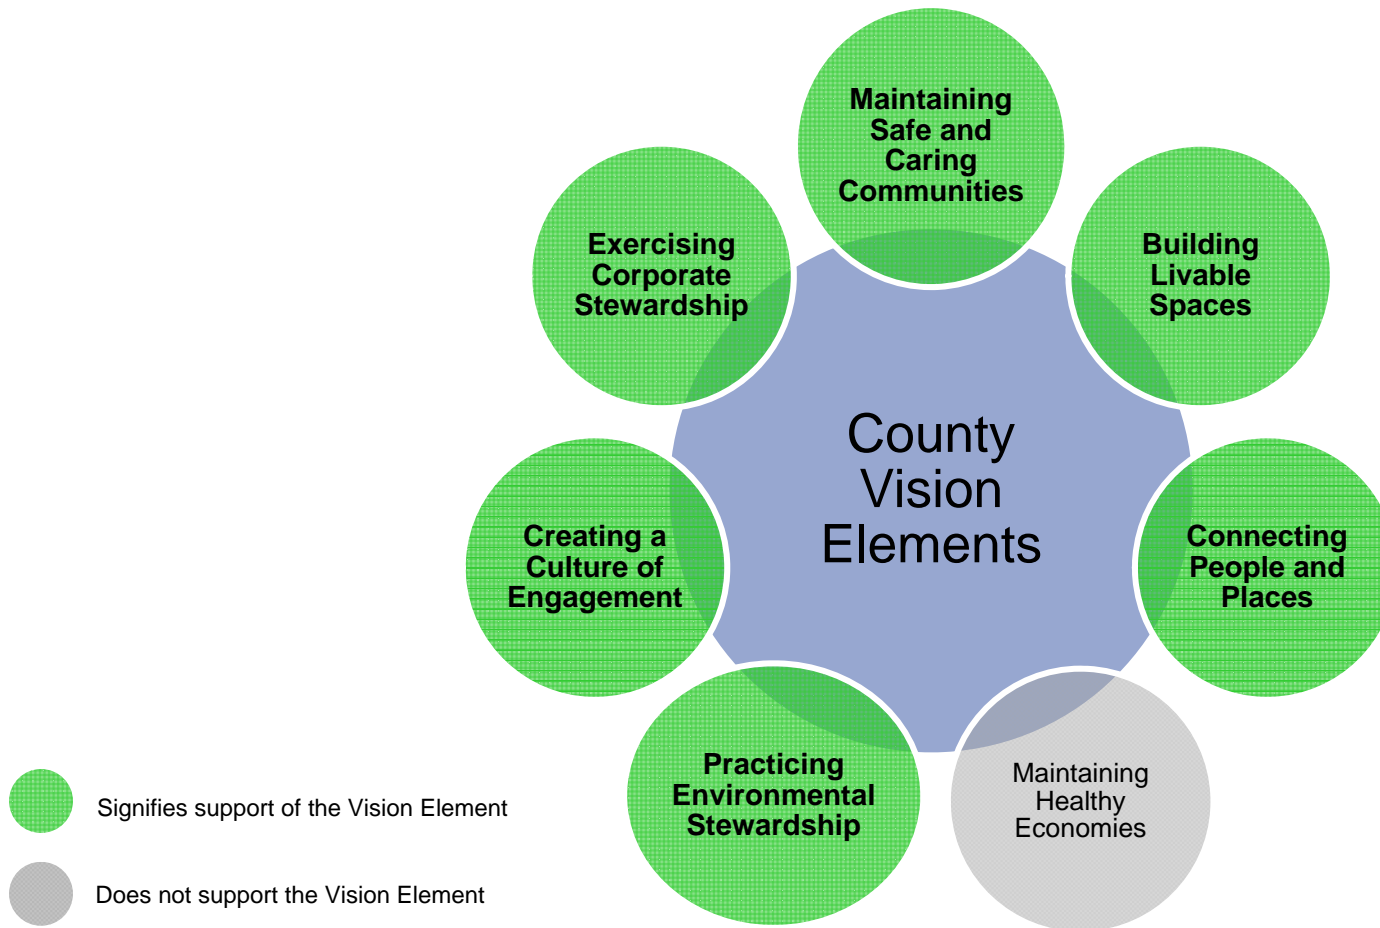 Maintaining
Safe and
Caring
Communities
Exercising
Corporate
Stewardship
Building
Livable
Spaces
County
Vision
Elements
Creating a
Culture of
Engagement
Connecting
People and
Places
Practicing
Environmental
Stewardship
Maintaining
Healthy
Economies
Signifies support of the Vision Element
Does not support the Vision Element